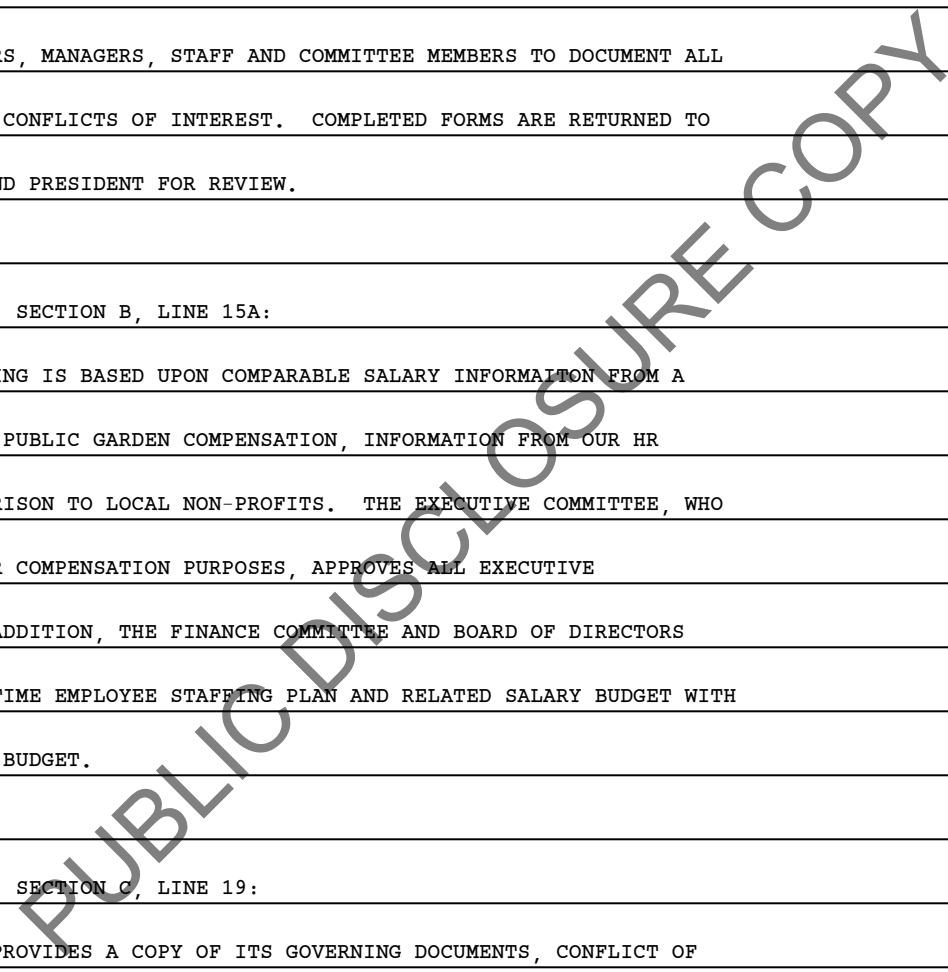 RS, MANAGERS, STAFF AND COMMITTEE MEMBERS TO DOCUMENT ALL
CONFLICTS OF INTEREST. COMPLETED FORMS ARE RETURNED TO
ND PRESIDENT FOR REVIEW.
SECTION B, LINE 15A:
ING IS BASED UPON COMPARABLE SALARY INFORMAITON FROM A
PUBLIC GARDEN COMPENSATION, INFORMATION FROM OUR HR
RISON TO LOCAL NON-PROFITS. THE EXECUTIVE COMMITTEE, WHO
R COMPENSATION PURPOSES, APPROVES ALL EXECUTIVE
ADDITION, THE FINANCE COMMITTEE AND BOARD OF DIRECTORS
TIME EMPLOYEE STAFFING PLAN AND RELATED SALARY BUDGET WITH
BUDGET.
SECTION C, LINE 19:
PROVIDES A COPY OF ITS GOVERNING DOCUMENTS, CONFLICT OF
PUBLIC DISCLOSURE COPY